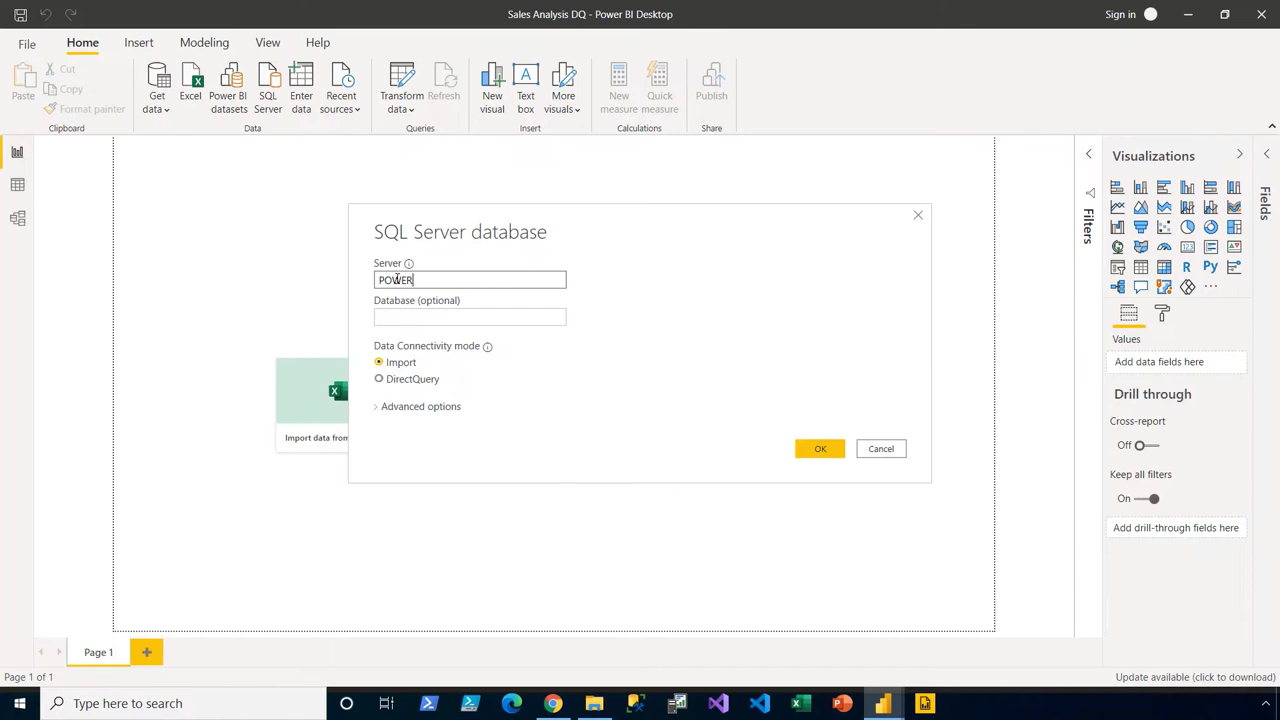 Sales Analysis DQ - Power BI Desktop
Sign in
File
Home
Insert
Modeling
View
Help
Paste
Cut
Copy
Format painter
Clipboard
Get data
Excel
Power BI datasets
SQL Server
Enter data
Recent sources
Data
Transform data
Refresh
Queries
New visual
A
Text box
More visuals
Insert
New measure
Quick measure
Calculations
Publish
Share
SQL Server database
Server
POWER
Database (optional)
Data Connectivity mode
Import
DirectQuery
Advanced options
OK
Cancel
Import data from
Filters
Visualizations
Fields
123
R
Py
Values
Add data fields here
Drill through
Cross-report
Off
Keep all filters
On
Add drill-through fields here
Page 1
Page 1 of 1
Update available (click to download)
Type here to search